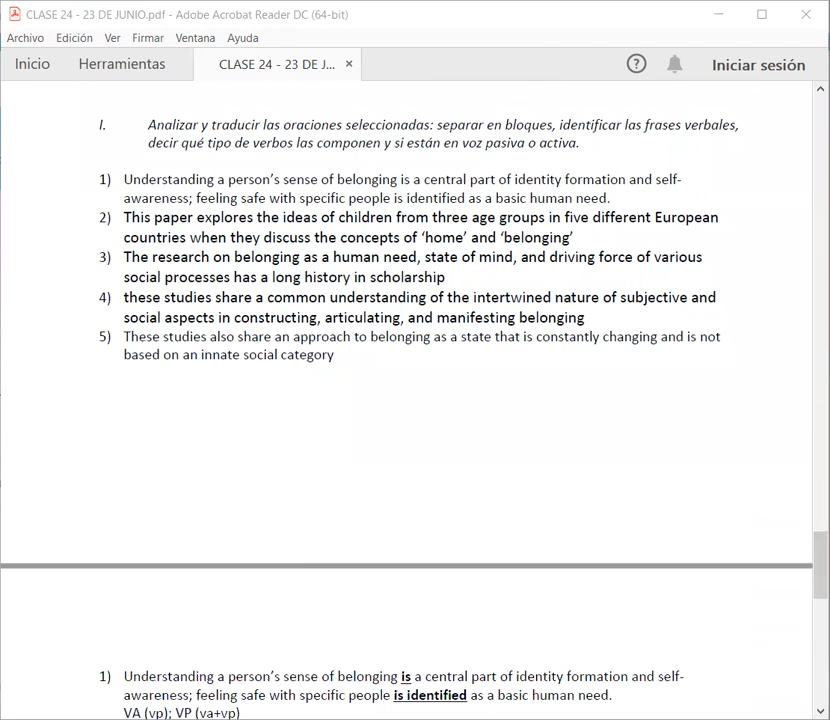 CLASE 24 - 23 DE JUNIO.pdf - Adobe Acrobat Reader DC (64-bit)
Archivo Edición Ver Firmar Ventana Ayuda
Inicio Herramientas CLASE 24 - 23 DE J... × ? Iniciar sesión
I. Analizar y traducir las oraciones seleccionadas: separar en bloques, identificar las frases verbales,
decir qué tipo de verbos las componen y si están en voz pasiva o activa.
1) Understanding a person’s sense of belonging is a central part of identity formation and self-
awareness; feeling safe with specific people is identified as a basic human need.
2) This paper explores the ideas of children from three age groups in five different European
countries when they discuss the concepts of ‘home’ and ‘belonging’
3) The research on belonging as a human need, state of mind, and driving force of various
social processes has a long history in scholarship
4) these studies share a common understanding of the intertwined nature of subjective and
social aspects in constructing, articulating, and manifesting belonging
5) These studies also share an approach to belonging as a state that is constantly changing and is not
based on an innate social category
1) Understanding a person’s sense of belonging is a central part of identity formation and self-
awareness; feeling safe with specific people is identified as a basic human need.
VA (vp); VP (va+vp)